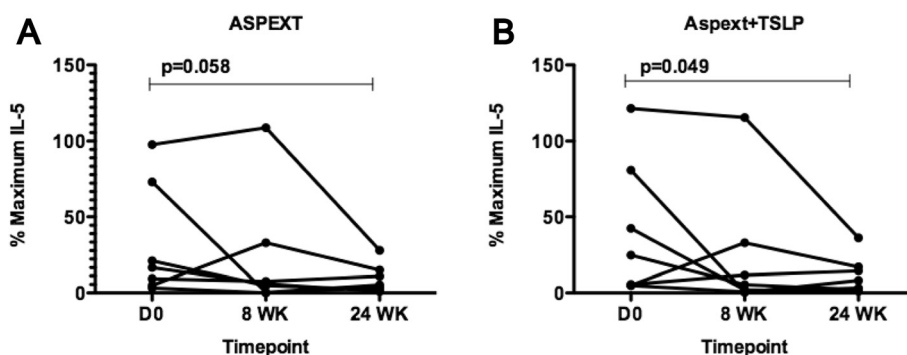 A
ASPEXT
p=0.058
150
100
50
0
% Maximum IL-5
D0 8 WK 24 WK
Timepoint
B
Aspext+TSLP
p=0.049
150
100
50
0
% Maximum IL-5
D0 8 WK 24 WK
Timepoint